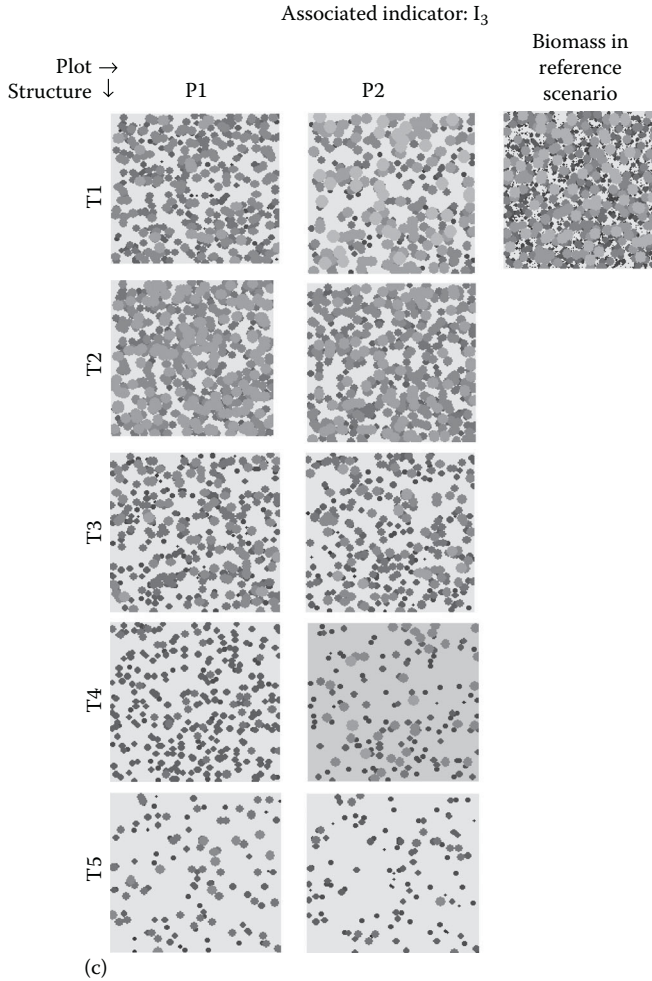 Associated indicator: I₃
Biomass in
reference
scenario
Plot →
Structure ↓
P1 P2
T1
T2
T3
T4
T5
(c)